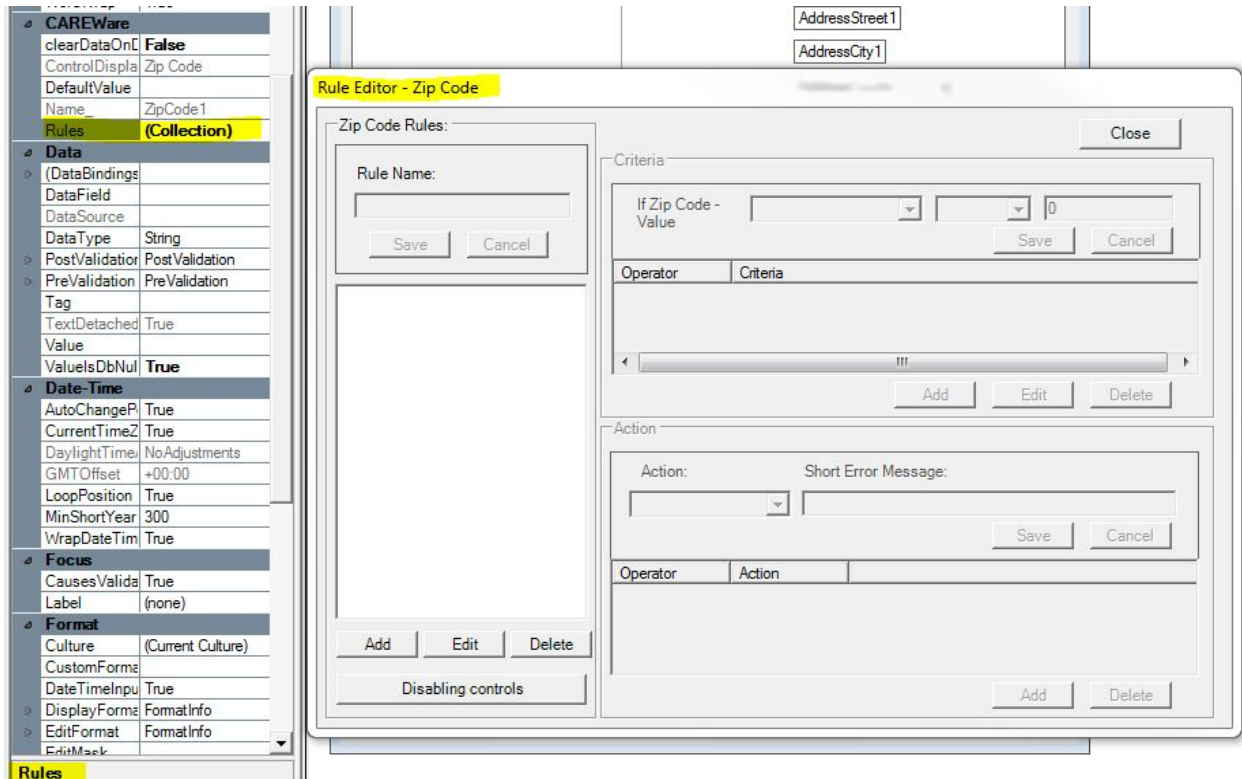 CAREWare
clearDataOnD False
ControlDispla Zip Code
DefaultValue
Name_ ZipCode1
Rules (Collection)
Data
(DataBindings
DataField
DataSource
DataType String
PostValidation PostValidation
PreValidation PreValidation
Tag
TextDetached True
Value
ValueIsDbNul True
Date-Time
AutoChangeP True
CurrentTimeZ True
DaylightTime NoAdjustments
GMTOffset +00:00
LoopPosition True
MinShortYear 300
WrapDateTim True
Focus
CausesValida True
Label (none)
Format
Culture (Current Culture)
CustomForma
DateTimeInpu True
DisplayForma FormatInfo
EditFormat FormatInfo
EditMask
Rules
AddressStreet1
AddressCity1
Rule Editor - Zip Code
Zip Code Rules:
Rule Name:
Save Cancel
Add Edit Delete
Disabling controls
Close
Criteria
If Zip Code -
Value
0
Save Cancel
Operator Criteria
Add Edit Delete
Action
Action: Short Error Message:
Save Cancel
Operator Action
Add Delete